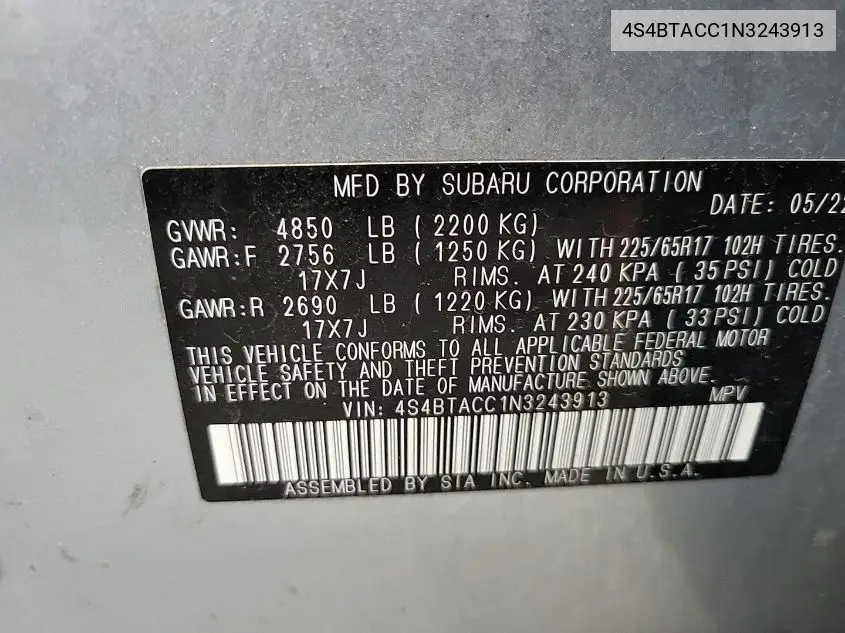 4S4BTACC1N3243913
MFD BY SUBARU CORPORATION
DATE: 05/22
GVWR: 4850 LB ( 2200 KG)
GAWR:F 2756 LB ( 1250 KG) WITH 225/65R17 102H TIRES.
17X7J RIMS. AT 240 KPA ( 35 PSI) COLD
GAWR:R 2690 LB ( 1220 KG) WITH 225/65R17 102H TIRES.
17X7J RIMS. AT 230 KPA ( 33 PSI) COLD
THIS VEHICLE CONFORMS TO ALL APPLICABLE FEDERAL MOTOR
VEHICLE SAFETY AND THEFT PREVENTION STANDARDS
IN EFFECT ON THE DATE OF MANUFACTURE SHOWN ABOVE.
VIN: 4S4BTACC1N3243913 MPV
ASSEMBLED BY SIA INC. MADE IN U.S.A.